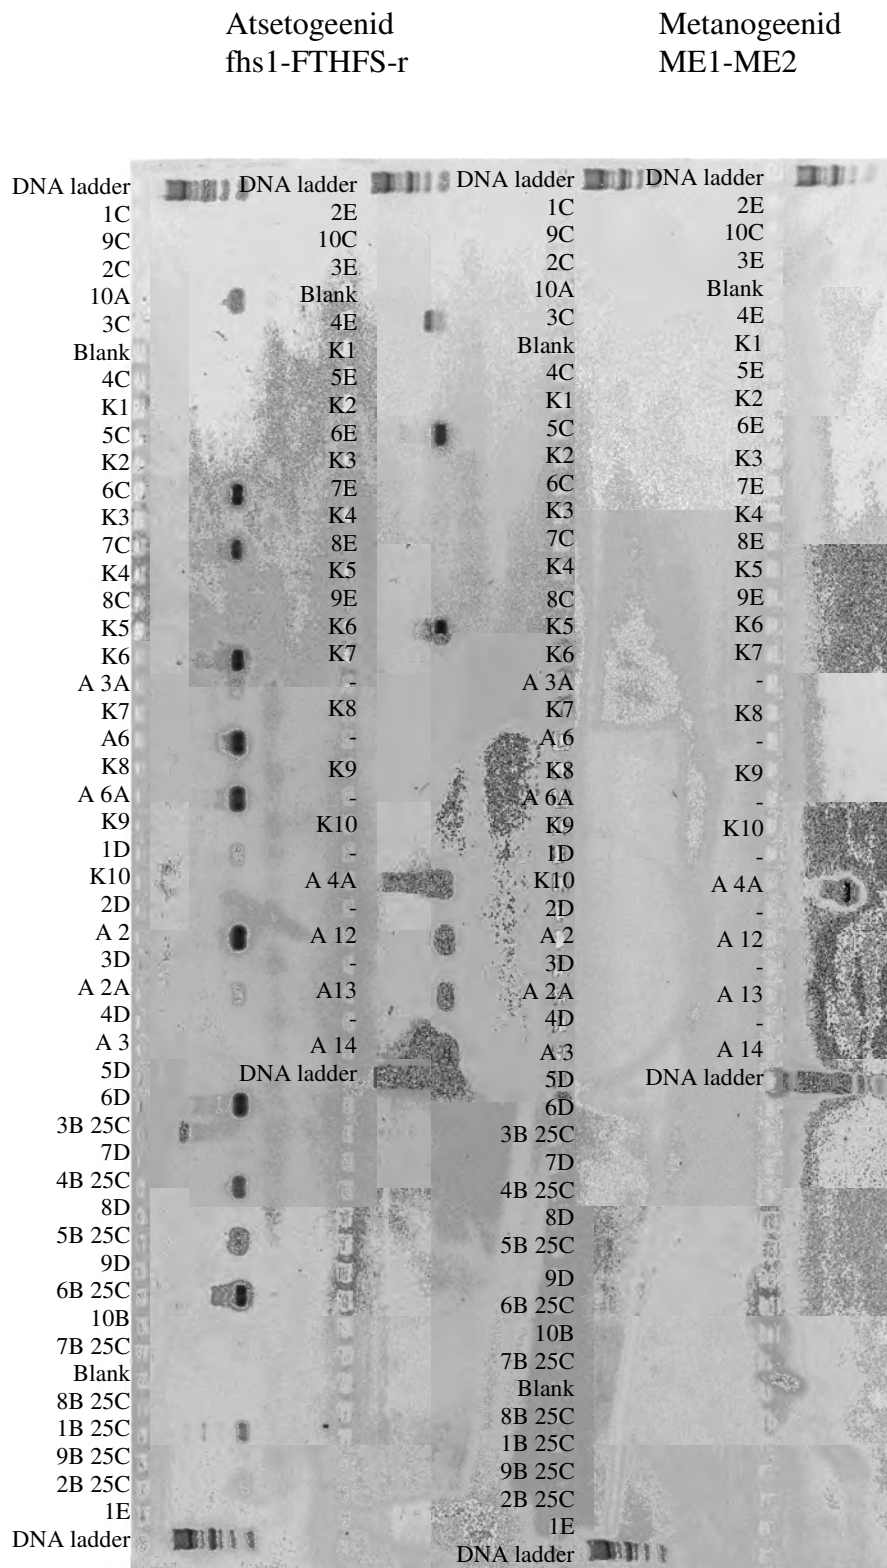 Atsetogeenid
fhs1-FTHFS-r
Metanogeenid
ME1-ME2
DNA ladder
1C
9C
2C
10A
3C
Blank
4C
K1
5C
K2
6C
K3
7C
K4
8C
K5
K6
A 3A
K7
A6
K8
A 6A
K9
1D
K10
2D
A 2
3D
A 2A
4D
A 3
5D
6D
3B 25C
7D
4B 25C
8D
5B 25C
9D
6B 25C
10B
7B 25C
Blank
8B 25C
1B 25C
9B 25C
2B 25C
1E
DNA ladder
DNA ladder
2E
10C
3E
Blank
4E
K1
5E
K2
6E
K3
7E
K4
8E
K5
9E
K6
K7
-
K8
-
K9
-
K10
-
A 4A
-
A 12
-
A13
-
A 14
DNA ladder
DNA ladder
1C
9C
2C
10A
3C
Blank
4C
K1
5C
K2
6C
K3
7C
K4
8C
K5
K6
A 3A
K7
A 6
K8
A 6A
K9
1D
K10
2D
A 2
3D
A 2A
4D
A 3
5D
6D
3B 25C
7D
4B 25C
8D
5B 25C
9D
6B 25C
10B
7B 25C
Blank
8B 25C
1B 25C
9B 25C
2B 25C
1E
DNA ladder
DNA ladder
2E
10C
3E
Blank
4E
K1
5E
K2
6E
K3
7E
K4
8E
K5
9E
K6
K7
-
K8
-
K9
-
K10
-
A 4A
-
A 12
-
A 13
-
A 14
DNA ladder